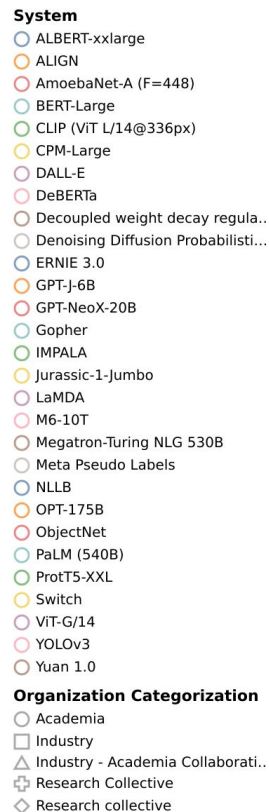 System
ALBERT-xxlarge
ALIGN
AmoebaNet-A (F=448)
BERT-Large
CLIP (ViT L/14@336px)
CPM-Large
DALL-E
DeBERTa
Decoupled weight decay regula…
Denoising Diffusion Probabilisti…
ERNIE 3.0
GPT-J-6B
GPT-NeoX-20B
Gopher
IMPALA
Jurassic-1-Jumbo
LaMDA
M6-10T
Megatron-Turing NLG 530B
Meta Pseudo Labels
NLLB
OPT-175B
ObjectNet
PaLM (540B)
ProtT5-XXL
Switch
ViT-G/14
YOLOv3
Yuan 1.0
Organization Categorization
Academia
Industry
Industry - Academia Collaborati…
Research Collective
Research collective